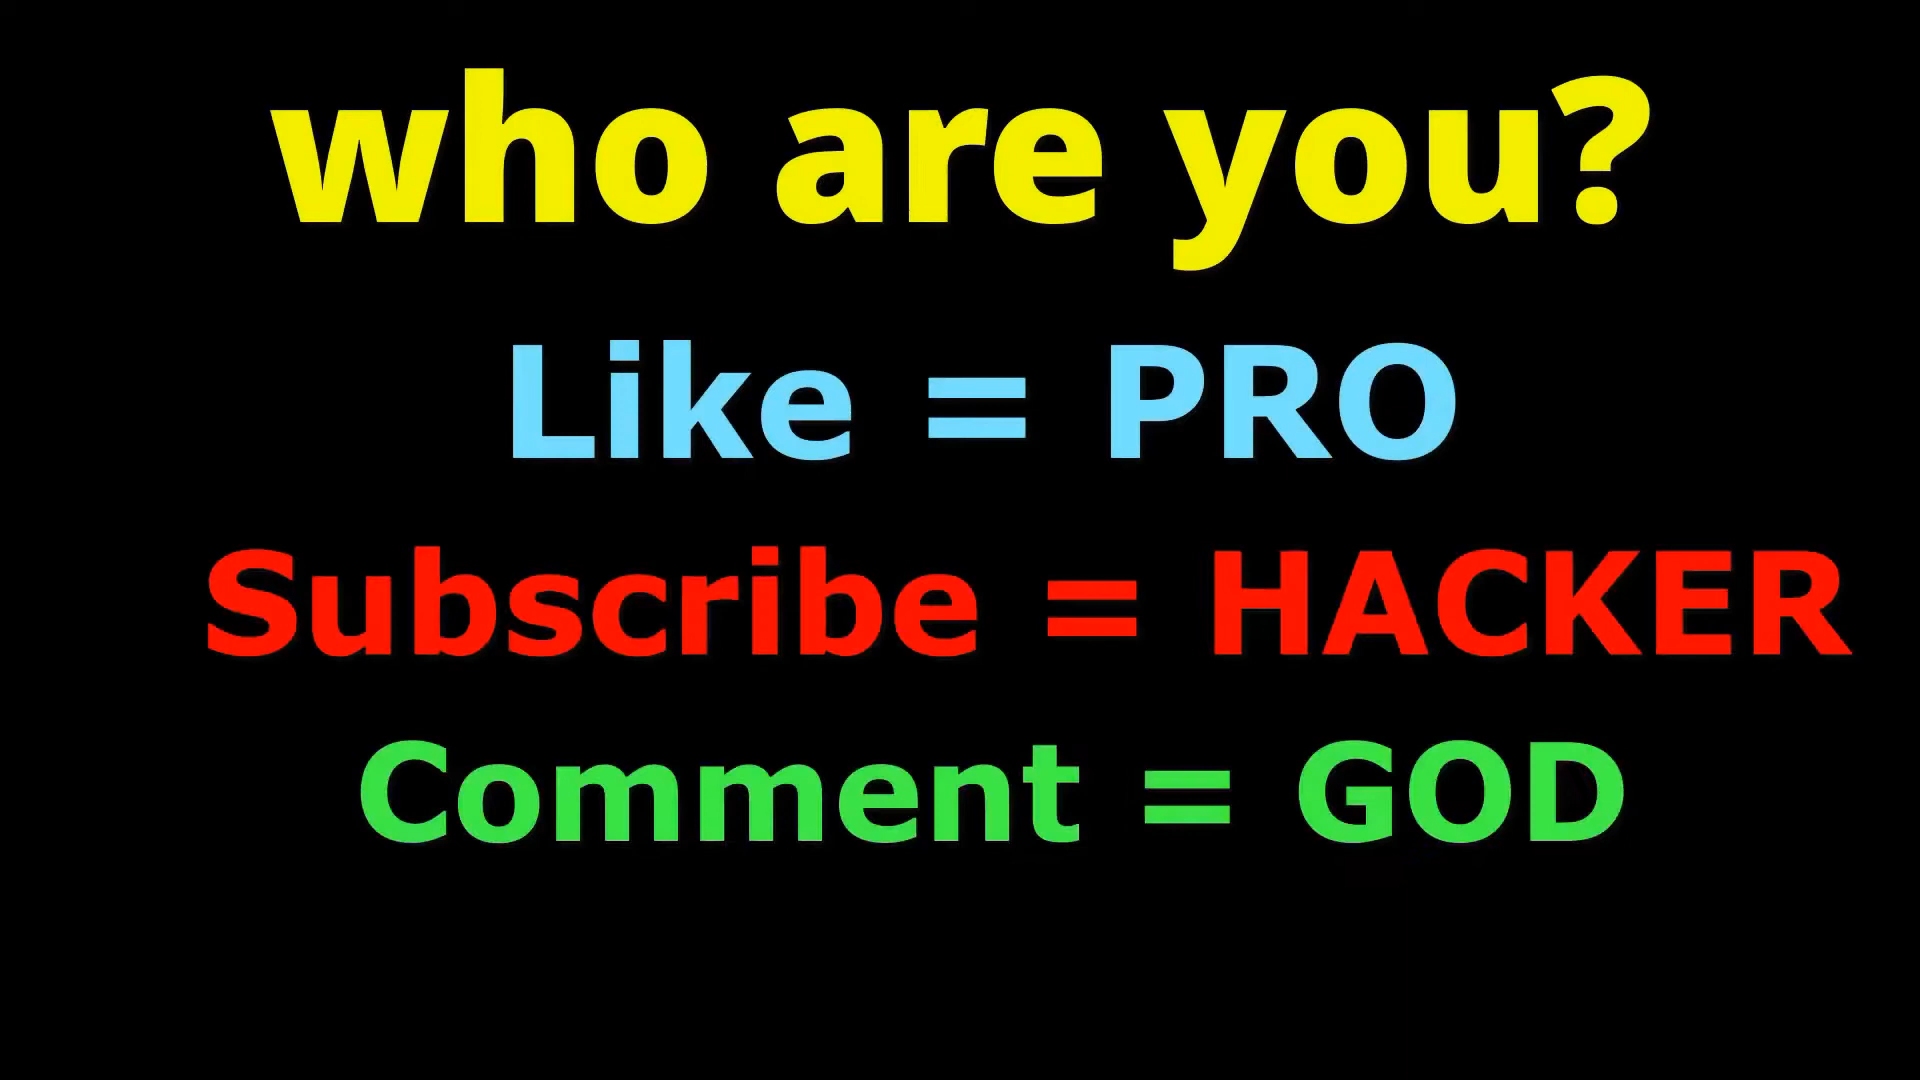 who are you?
Like = PRO
Subscribe = HACKER
Comment = GOD